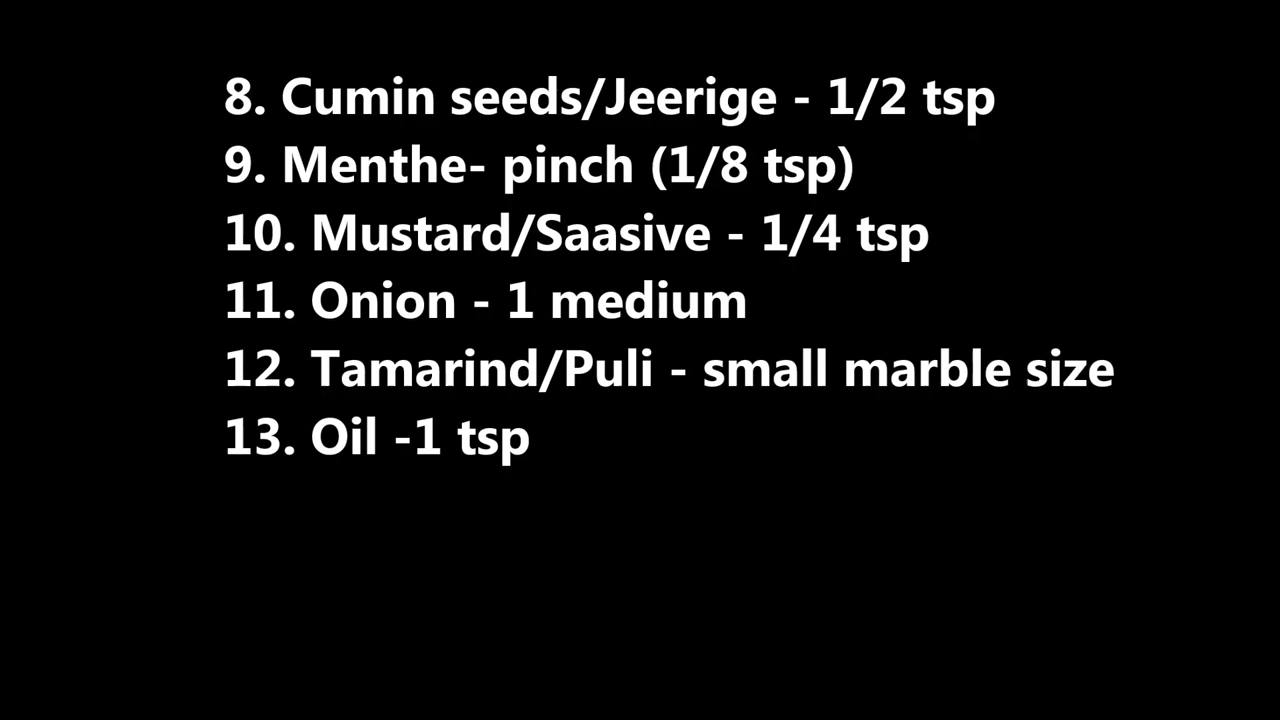 8. Cumin seeds/Jeerige - 1/2 tsp
9. Menthe- pinch (1/8 tsp)
10. Mustard/Saasive - 1/4 tsp
11. Onion - 1 medium
12. Tamarind/Puli - small marble size
13. Oil -1 tsp